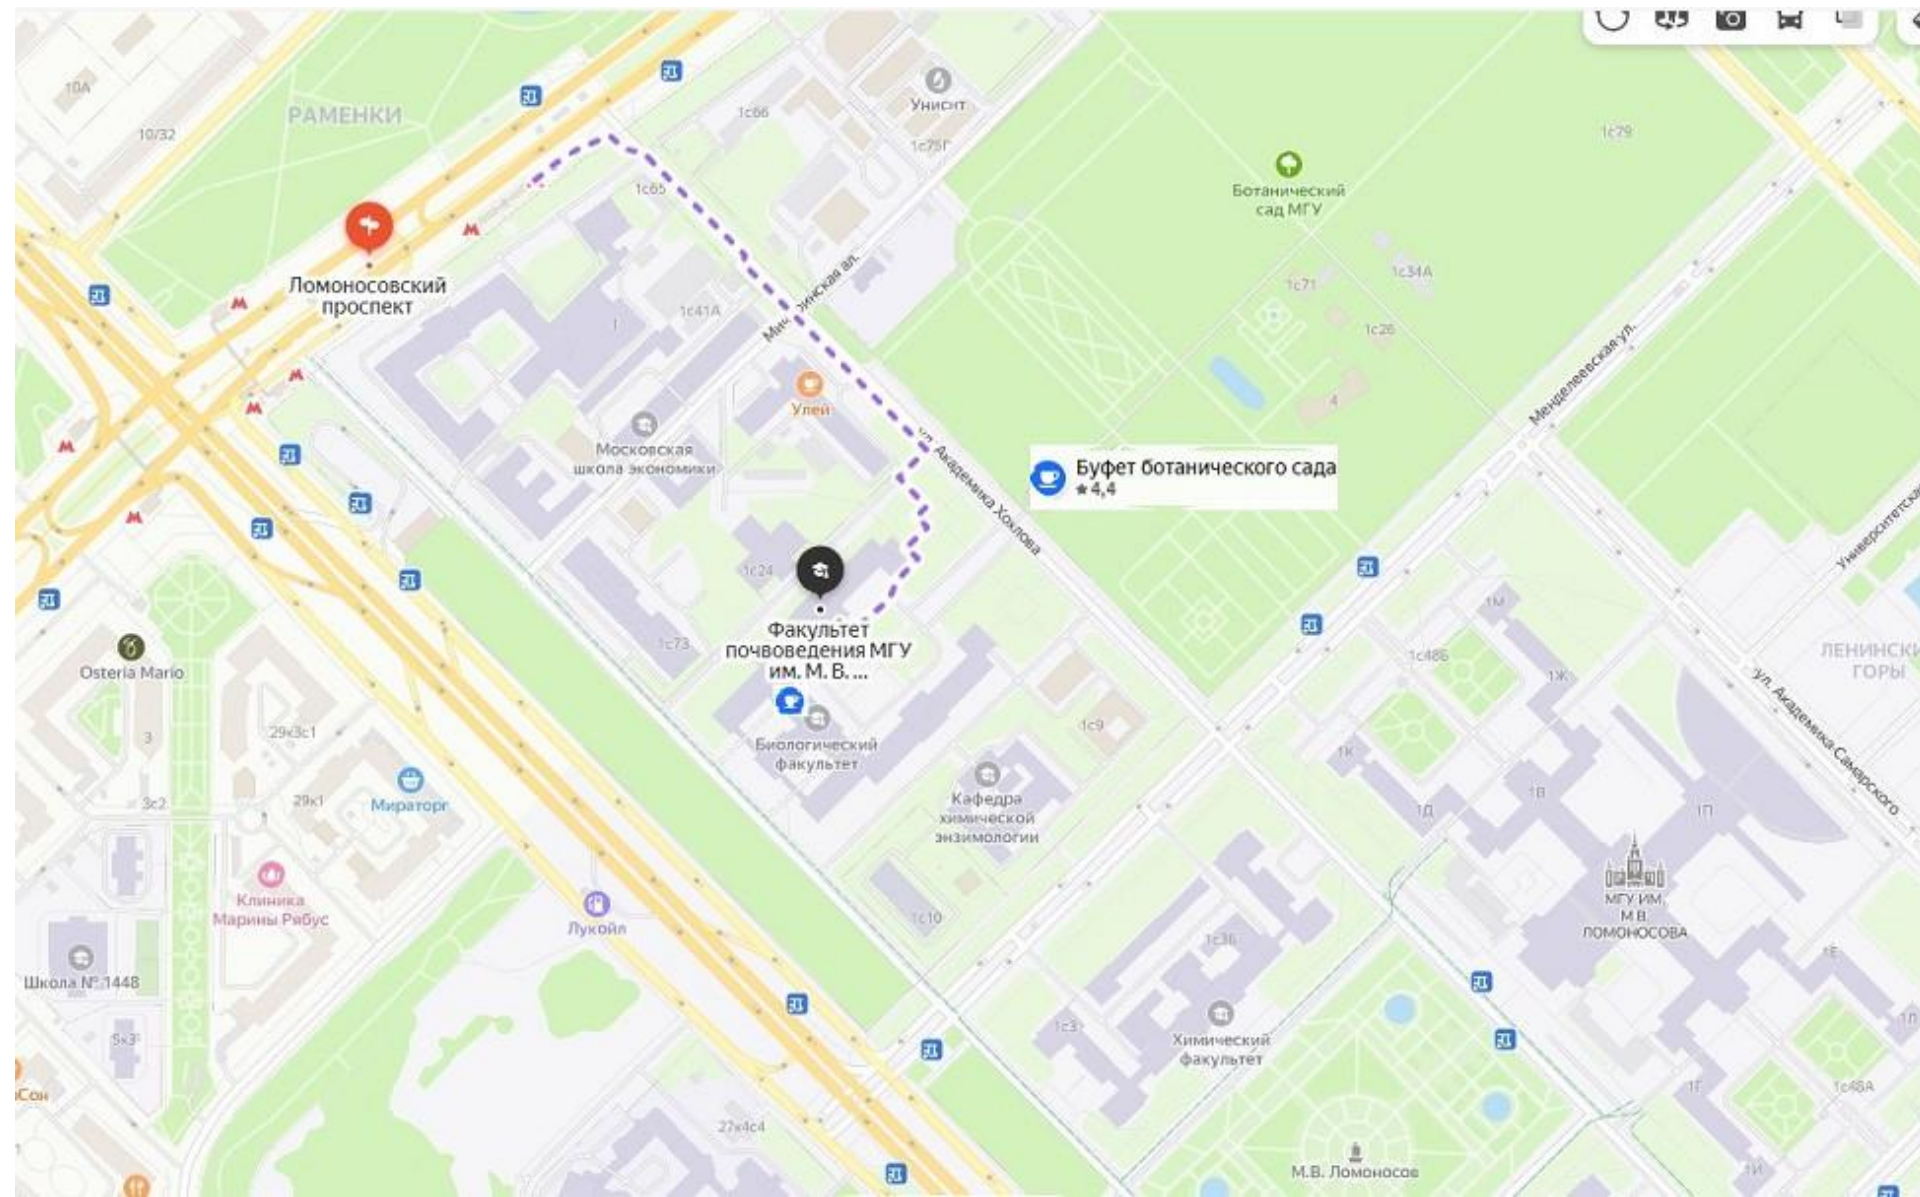 10А
РАМЕНКИ
10/32
1с66
Унисит
1с75Г
1с79
1с65
Ботанический
сад МГУ
Ломоносовский
проспект
1с41А
1с71
1с34А
1с26
I
Улей
4
Менделеевская ул.
Московская
школа экономики
ул. Академика Хохлова
Буфет ботанического сада
4,4
1с24
Факультет
почвоведения МГУ
им. М. В. ...
1с73
Osteria Mario
1М
1с48Б
ЛЕНИНСКИ
ГОРЫ
1Ж
ул. Академика Самарского
3
29к3с1
Биологический
факультет
1с9
1К
3с2
29к1
Мираторг
Кафедра
химической
энзимологии
1Д
1В
1П
Клиника
Марины Рябус
Лукойл
1с10
1с36
МГУ ИМ.
М.В.
ЛОМОНОСОВА
1Е
Школа № 1448
1с3
Химический
факультет
1Л
5к3
Сон
27к4с4
1Г
1с48А
М.В. Ломоносов
1И